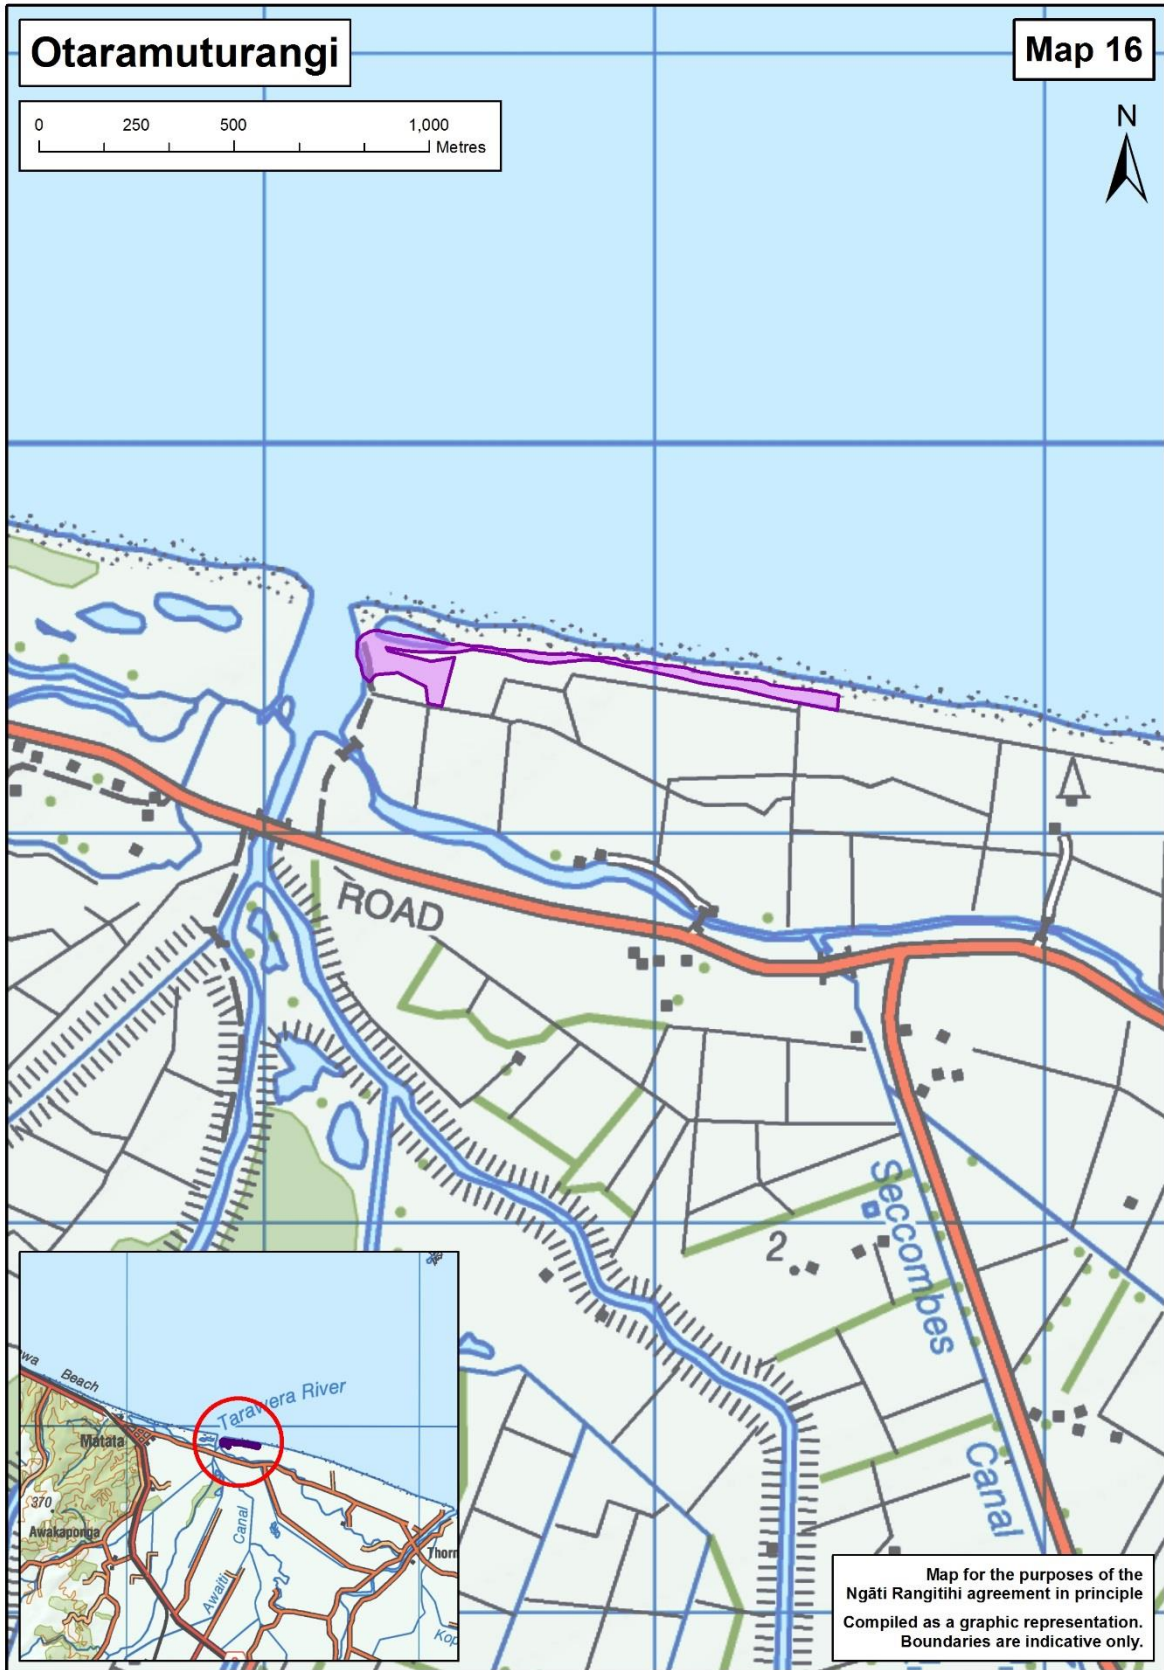 Otaramuturangi
Map 16
0 250 500 1,000
Metres
N
ROAD
Seccombes
2
Canal
Beach
Tarawera River
Matata
370
Awakaponga
Canal
Awaiti
Map for the purposes of the
Ngāti Rangitihi agreement in principle
Compiled as a graphic representation.
Boundaries are indicative only.